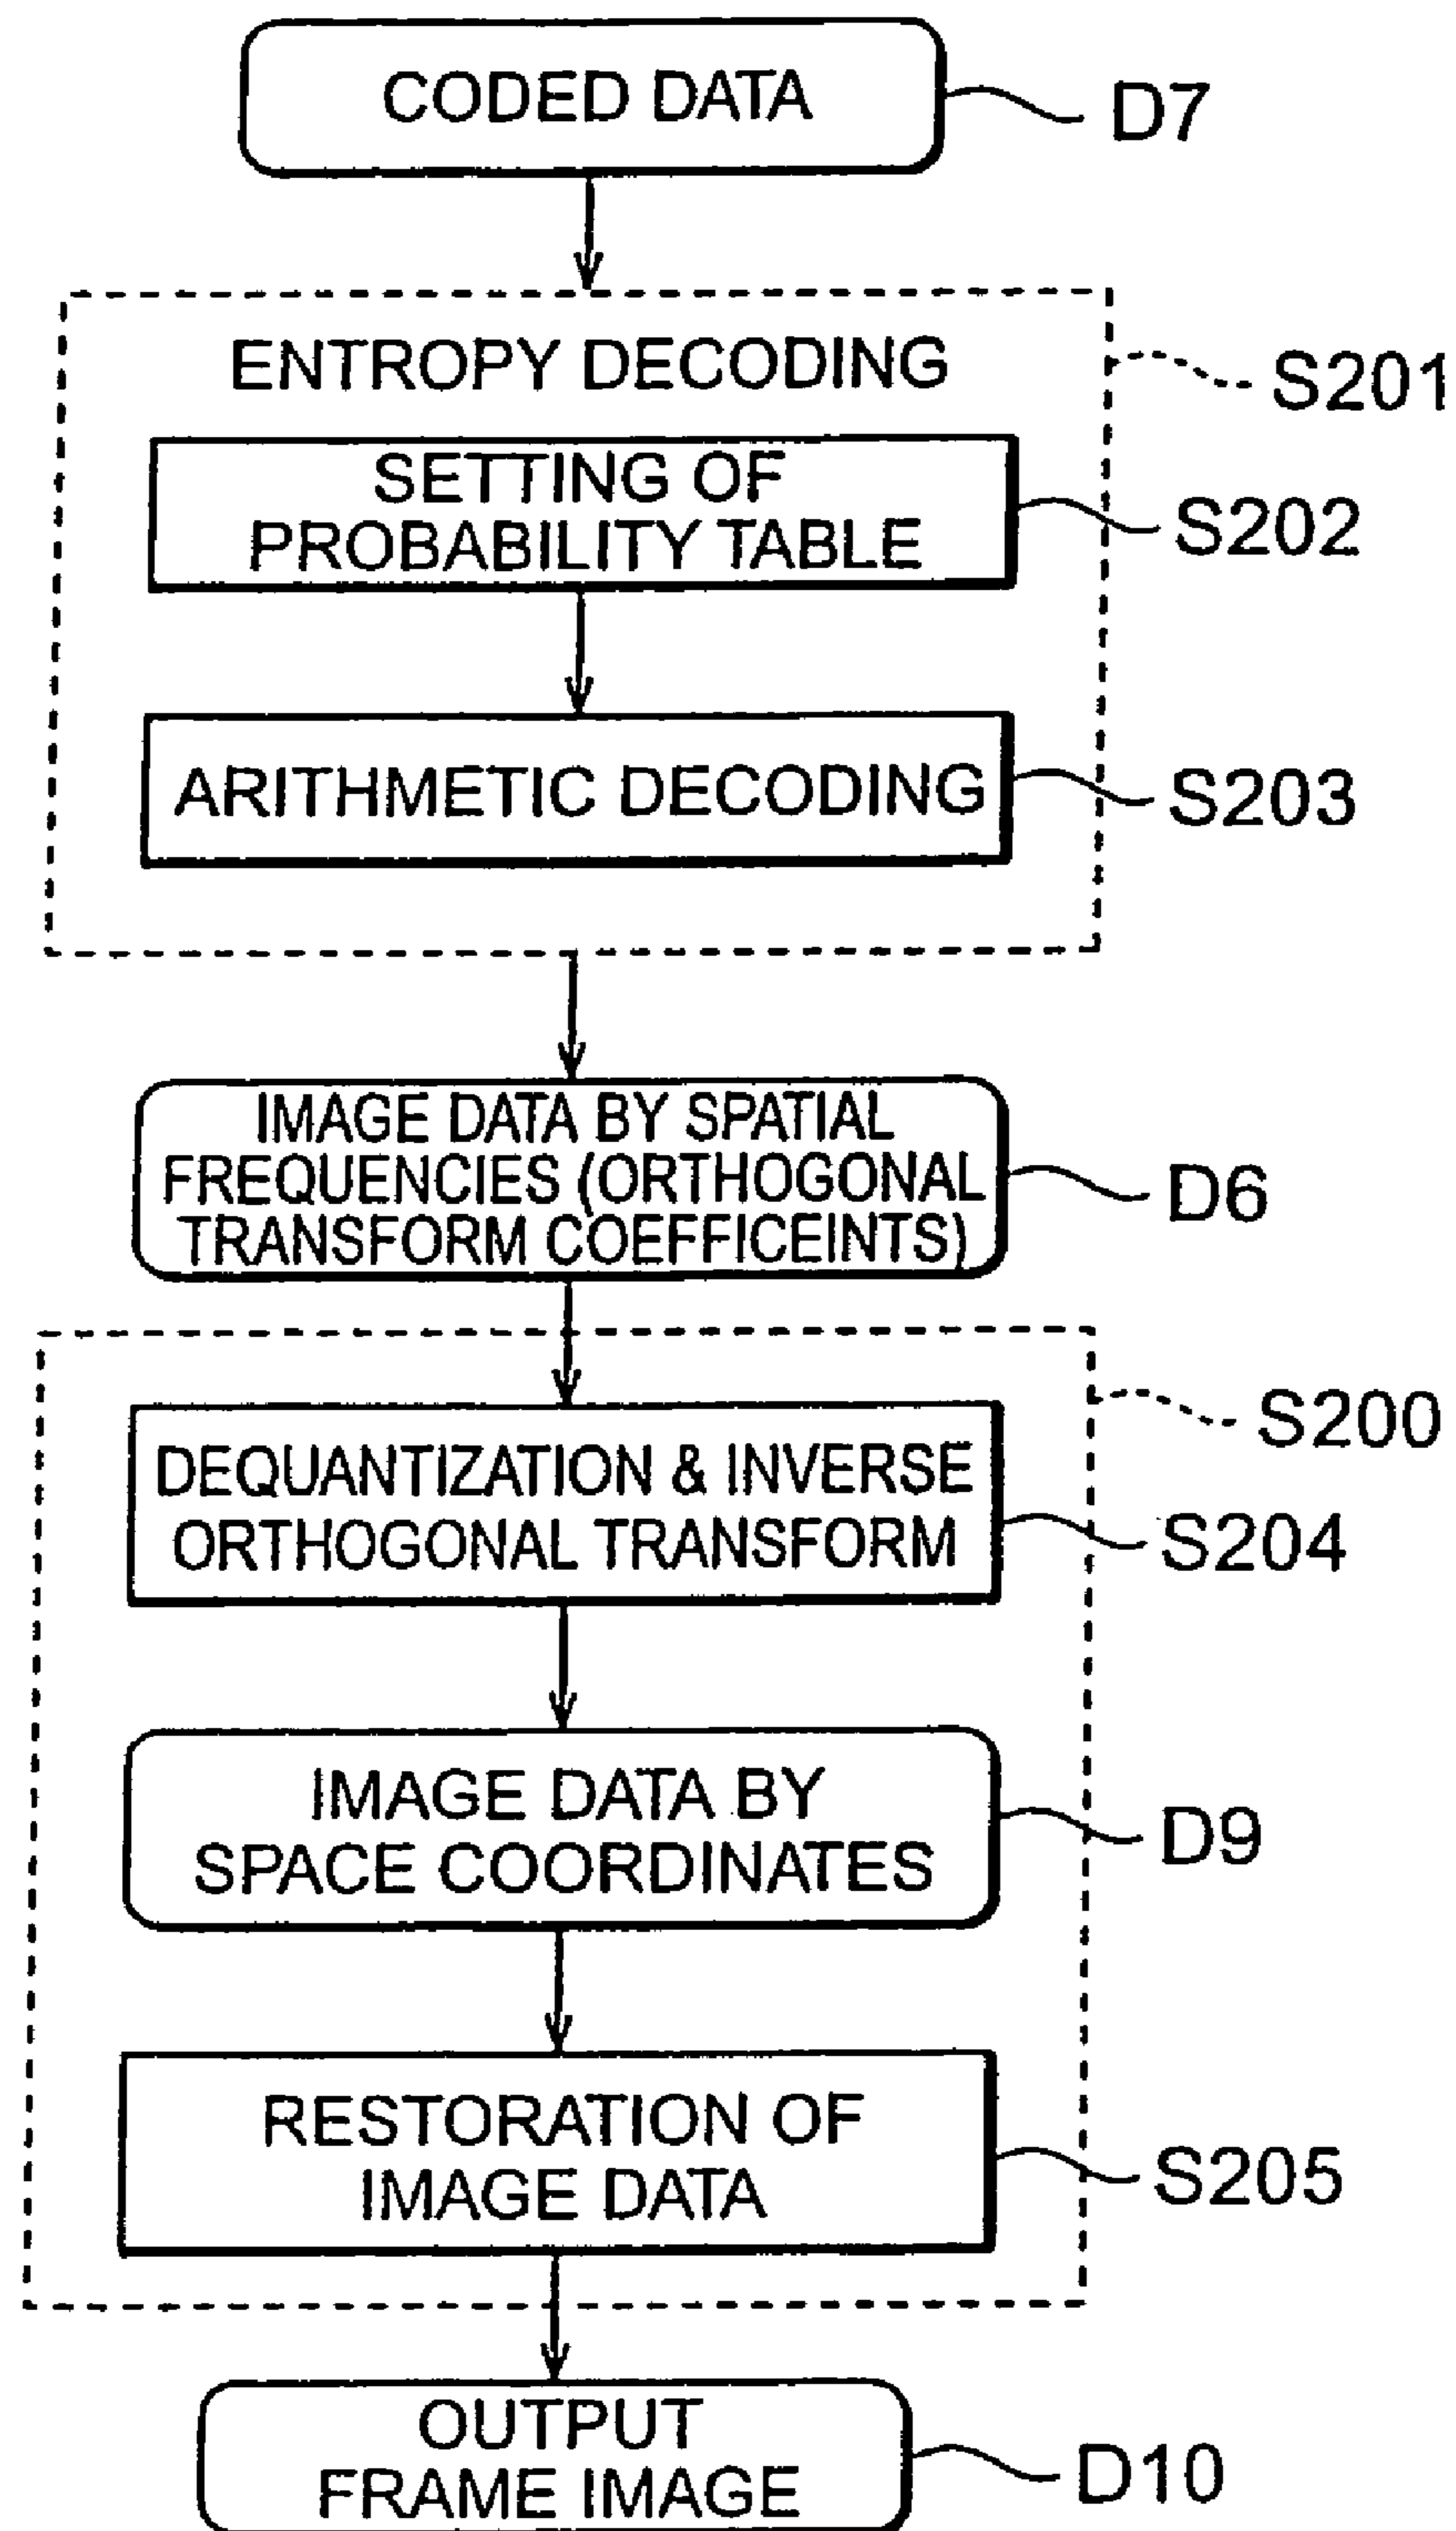 CODED DATA
D7
ENTROPY DECODING
S201
SETTING OF
PROBABILITY TABLE
S202
ARITHMETIC DECODING
S203
IMAGE DATA BY SPATIAL
FREQUENCIES (ORTHOGONAL
TRANSFORM COEFFICEINTS)
D6
S200
DEQUANTIZATION & INVERSE
ORTHOGONAL TRANSFORM
S204
IMAGE DATA BY
SPACE COORDINATES
D9
RESTORATION OF
IMAGE DATA
S205
OUTPUT
FRAME IMAGE
D10